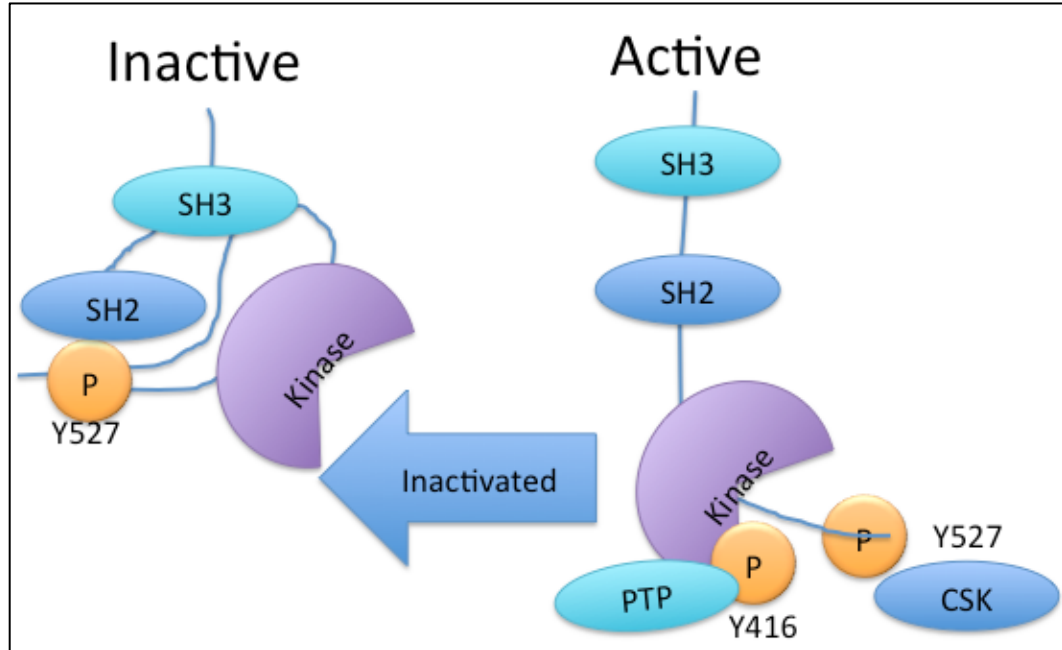 Inactive
SH3
SH2
P
Y527
Kinase
Inactivated
Active
SH3
SH2
Kinase
P
Y527
P
PTP
CSK
Y416